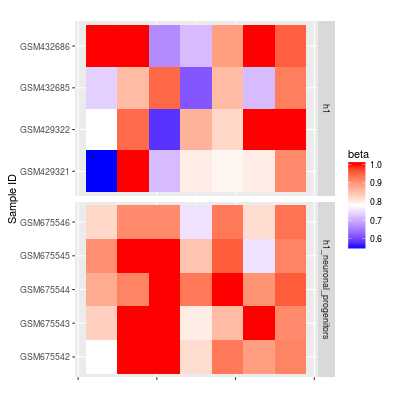 GSM432686
GSM432685
GSM429322
GSM429321
h1
GSM675546
GSM675545
GSM675544
GSM675543
GSM675542
h1_neuronal_progenitors
Sample ID
beta
1.0
0.9
0.8
0.7
0.6